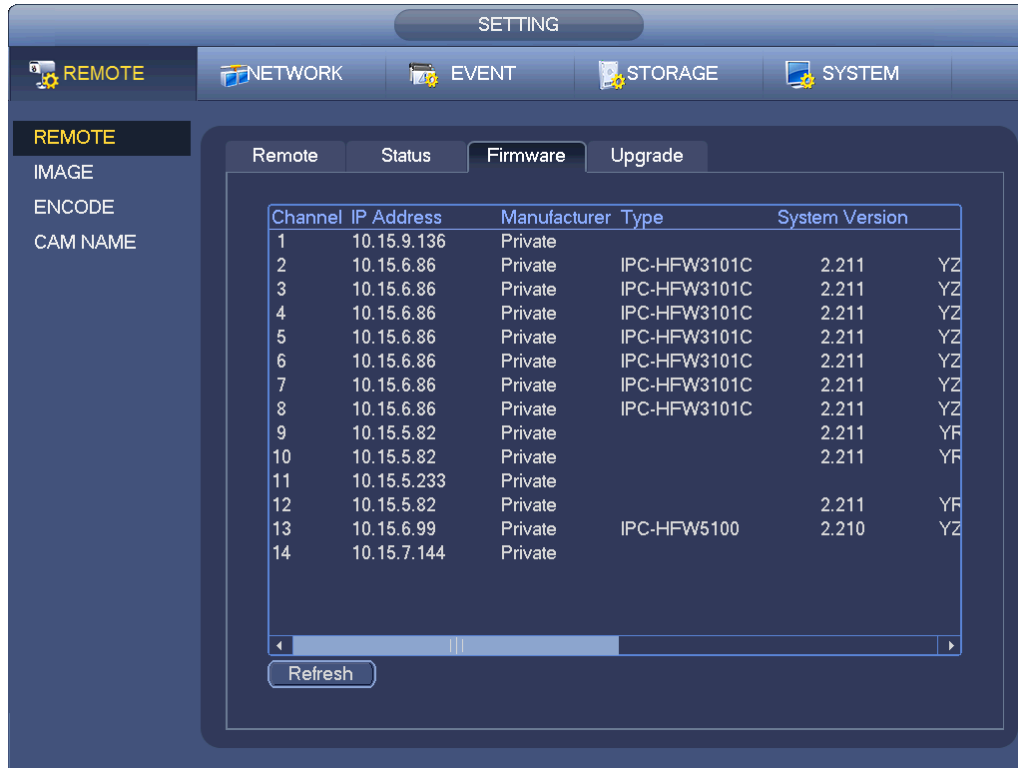 SETTING
REMOTE NETWORK EVENT STORAGE SYSTEM
REMOTE
IMAGE
ENCODE
CAM NAME
Remote Status Firmware Upgrade
Channel IP Address Manufacturer Type System Version
1 10.15.9.136 Private
2 10.15.6.86 Private IPC-HFW3101C 2.211 YZ
3 10.15.6.86 Private IPC-HFW3101C 2.211 YZ
4 10.15.6.86 Private IPC-HFW3101C 2.211 YZ
5 10.15.6.86 Private IPC-HFW3101C 2.211 YZ
6 10.15.6.86 Private IPC-HFW3101C 2.211 YZ
7 10.15.6.86 Private IPC-HFW3101C 2.211 YZ
8 10.15.6.86 Private IPC-HFW3101C 2.211 YZ
9 10.15.5.82 Private 2.211 YR
10 10.15.5.82 Private 2.211 YR
11 10.15.5.233 Private
12 10.15.5.82 Private 2.211 YR
13 10.15.6.99 Private IPC-HFW5100 2.210 YZ
14 10.15.7.144 Private
Refresh